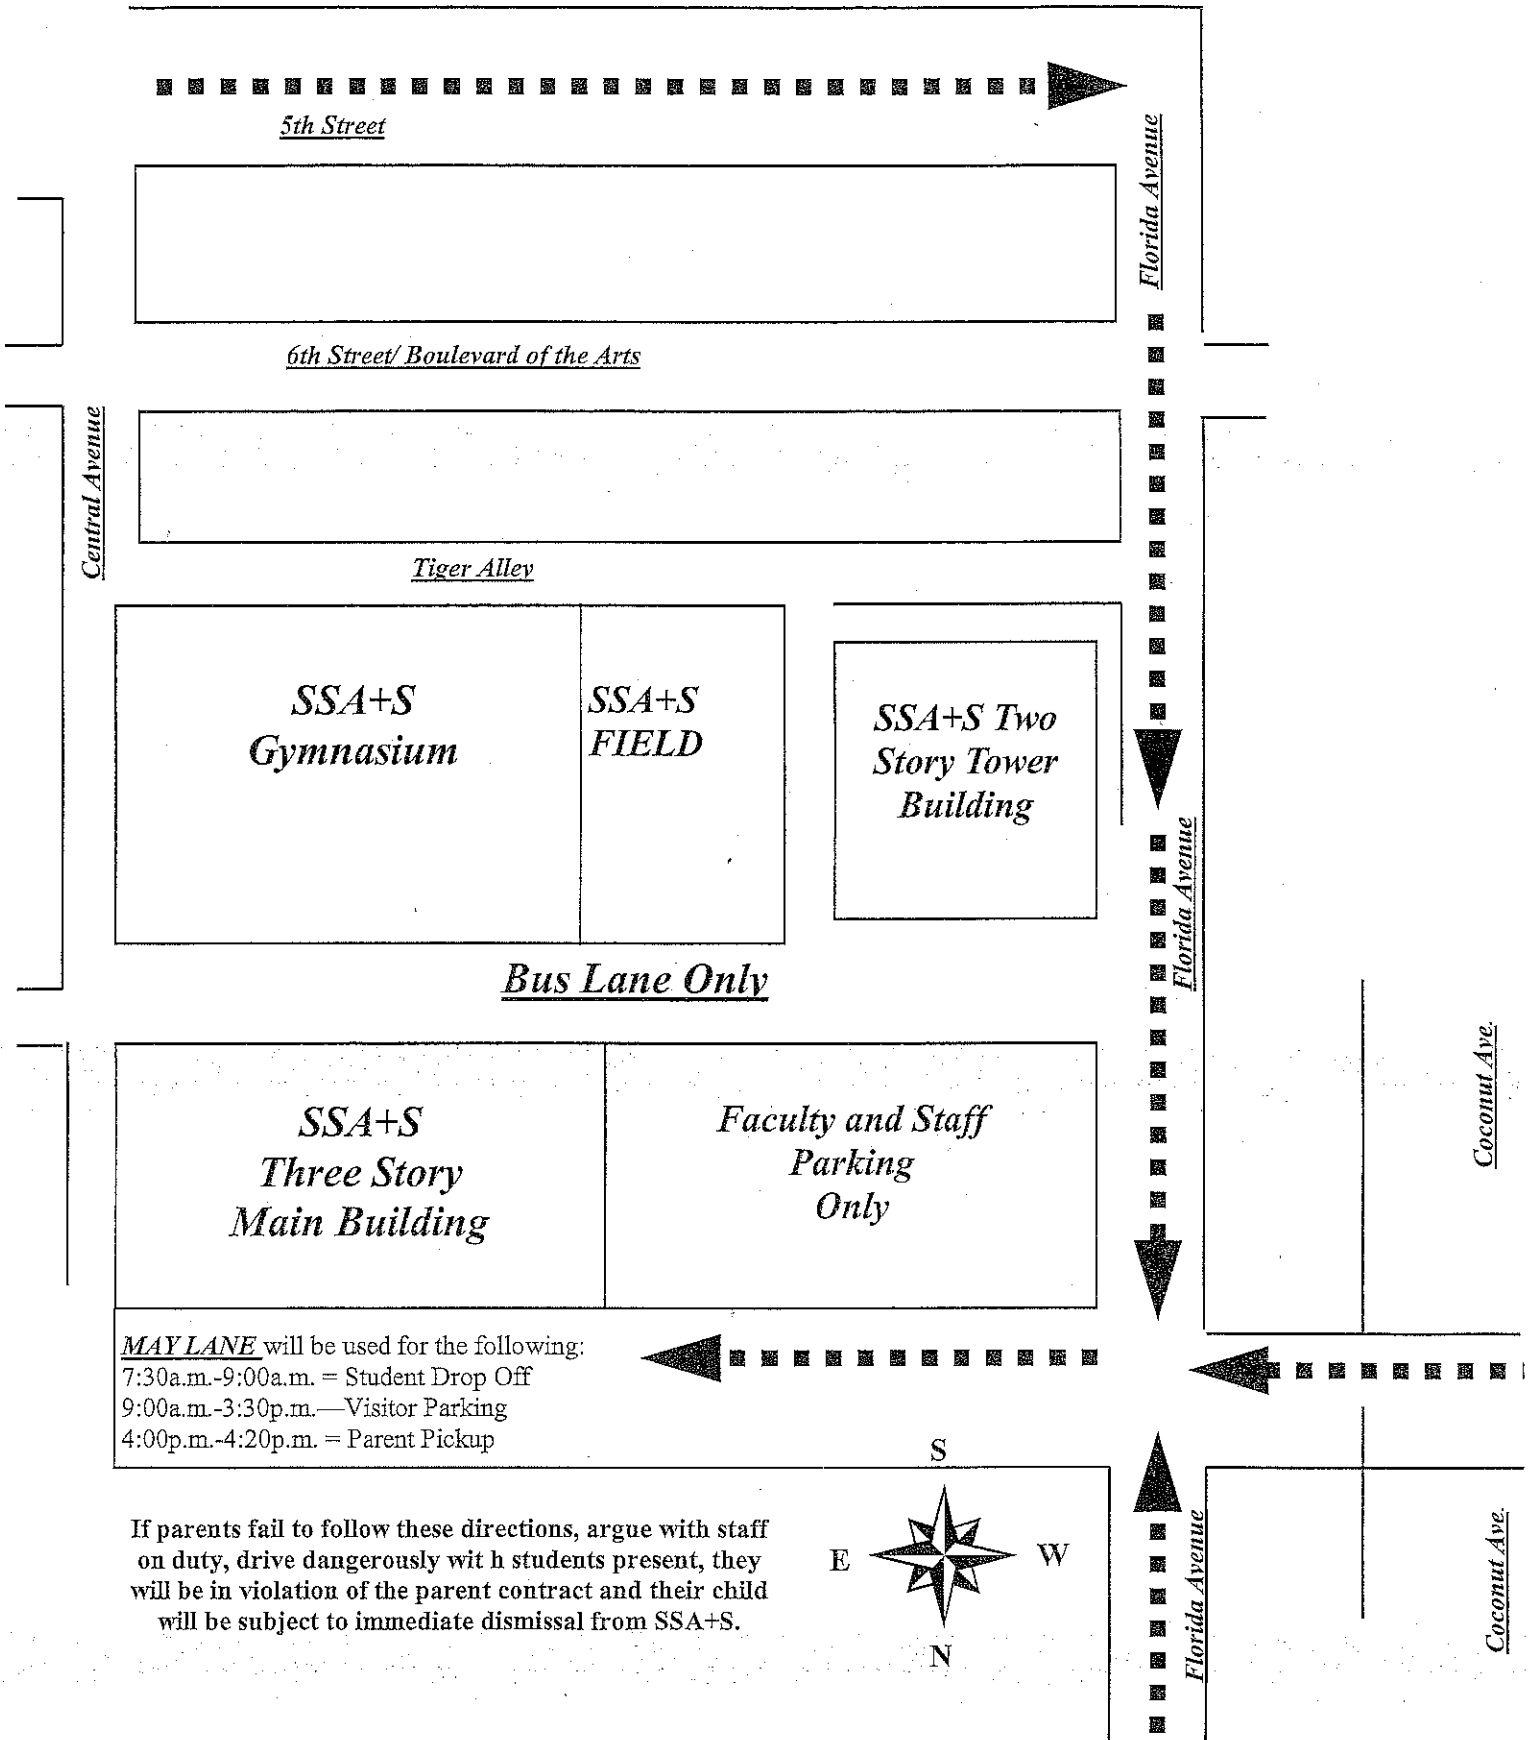 5th Street
Florida Avenue
6th Street/ Boulevard of the Arts
Central Avenue
Tiger Alley
SSA+S
Gymnasium
SSA+S
FIELD
SSA+S Two
Story Tower
Building
Florida Avenue
Bus Lane Only
Coconut Ave.
SSA+S
Three Story
Main Building
Faculty and Staff
Parking
Only
MAY LANE will be used for the following:
7:30a.m.-9:00a.m. = Student Drop Off
9:00a.m.-3:30p.m.—Visitor Parking
4:00p.m.-4:20p.m. = Parent Pickup
S
E
W
N
If parents fail to follow these directions, argue with staff
on duty, drive dangerously wit h students present, they
will be in violation of the parent contract and their child
will be subject to immediate dismissal from SSA+S.
Florida Avenue
Coconut Ave.